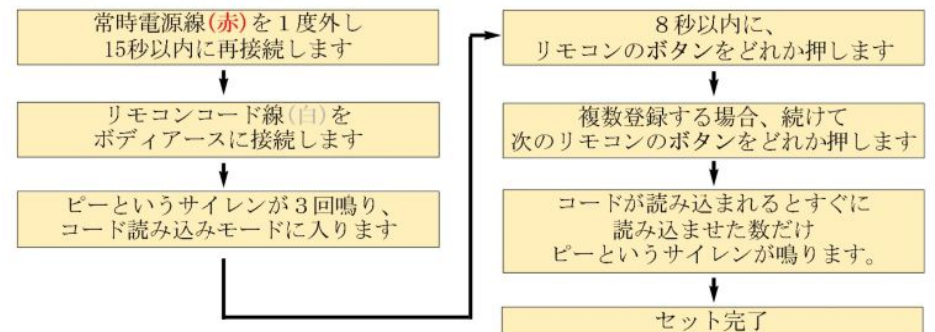 常時電源線(赤)を１度外し
15秒以内に再接続します
リモコンコード線(白)を
ボディアースに接続します
ピーというサイレンが３回鳴り、
コード読み込みモードに入ります
８秒以内に、
リモコンのボタンをどれか押します
複数登録する場合、続けて
次のリモコンのボタンをどれか押します
コードが読み込まれるとすぐに
読み込ませた数だけ
ピーというサイレンが鳴ります。
セット完了